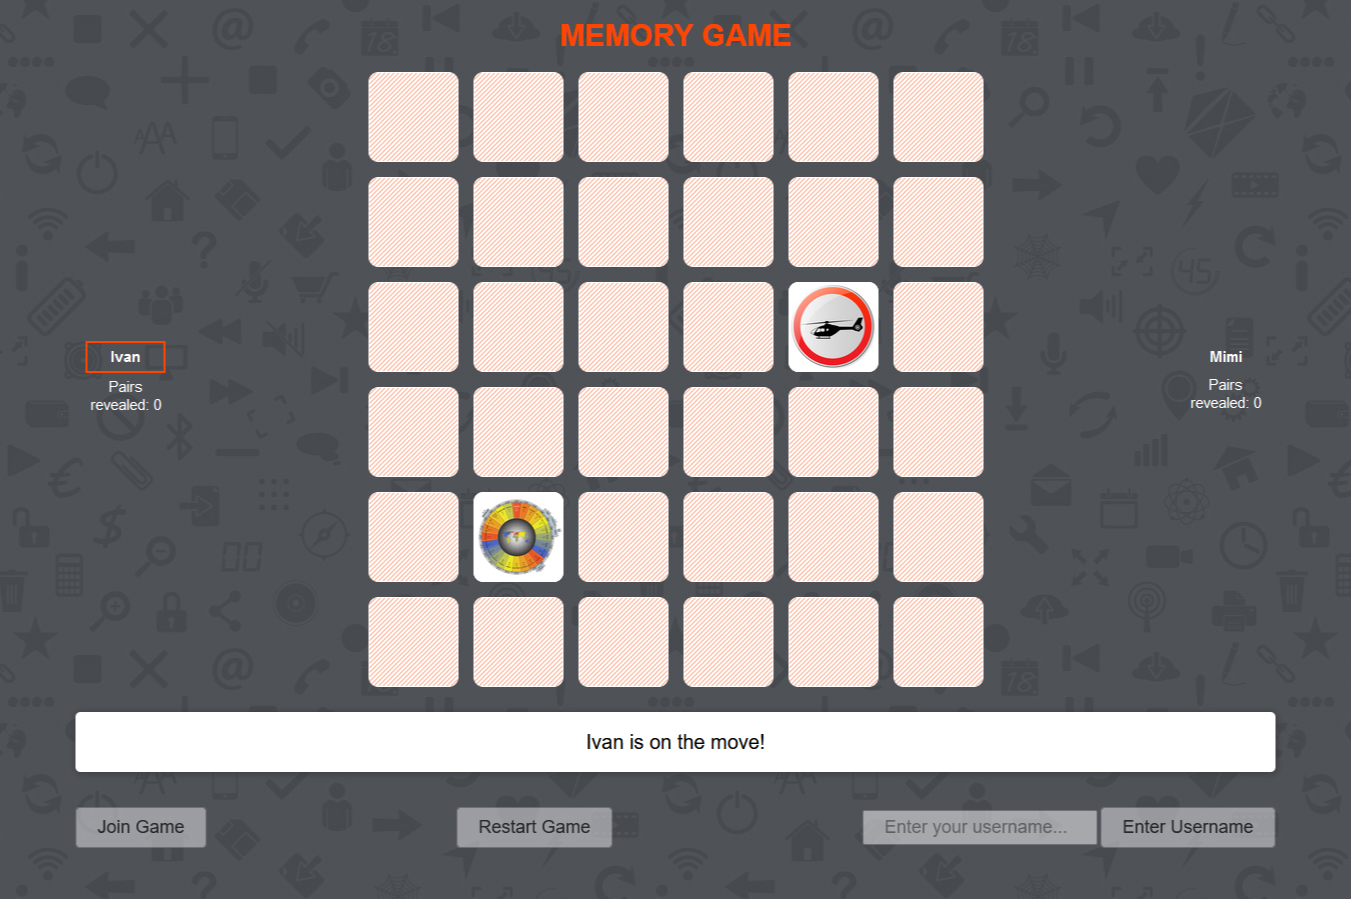 MEMORY GAME
Ivan
Pairs
revealed: 0
Mimi
Pairs
revealed: 0
Ivan is on the move!
Join Game
Restart Game
Enter your username...
Enter Username